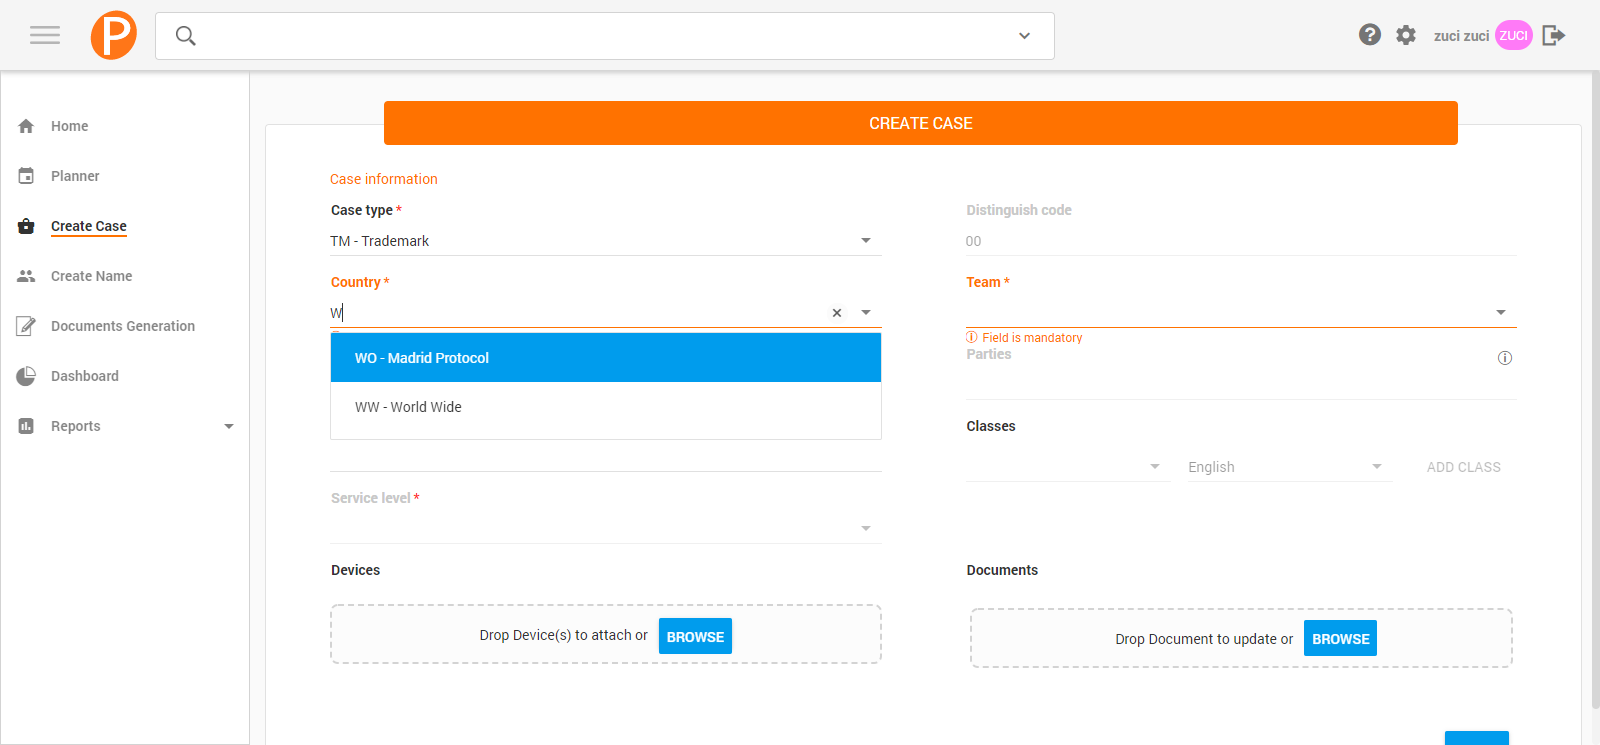 P
zuci zuci ZUCI
Home
Planner
Create Case
Create Name
Documents Generation
Dashboard
Reports
CREATE CASE
Case information
Case type *
TM - Trademark
Distinguish code
00
Country *
W
WO - Madrid Protocol
WW - World Wide
Team *
Field is mandatory
Parties
Classes
English
ADD CLASS
Service level *
Devices
Drop Device(s) to attach or BROWSE
Documents
Drop Document to update or BROWSE